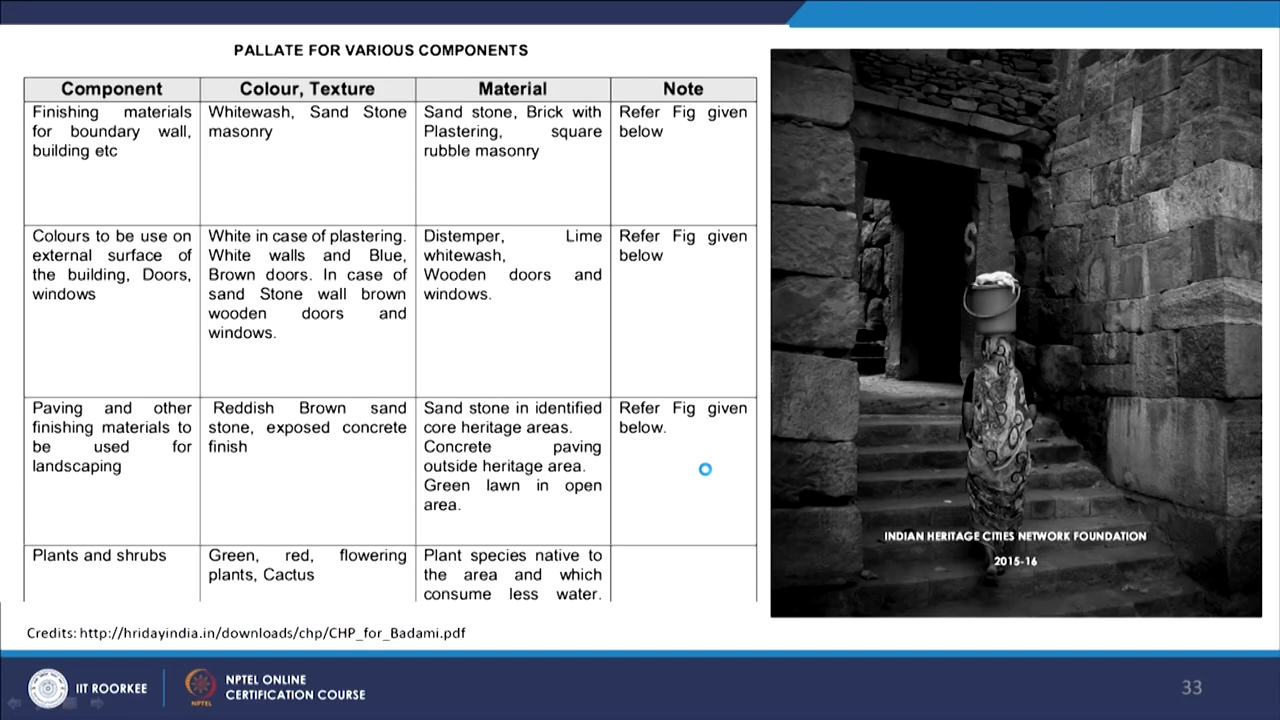 PALLATE FOR VARIOUS COMPONENTS
Component Colour, Texture Material Note
Finishing materials
for boundary wall,
building etc
Whitewash, Sand Stone
masonry
Sand stone, Brick with
Plastering, square
rubble masonry
Refer Fig given
below
Colours to be use on
external surface of
the building, Doors,
windows
White in case of plastering.
White walls and Blue,
Brown doors. In case of
sand Stone wall brown
wooden doors and
windows.
Distemper, Lime
whitewash,
Wooden doors and
windows.
Refer Fig given
below
Paving and other
finishing materials to
be used for
landscaping
Reddish Brown sand
stone, exposed concrete
finish
Sand stone in identified
core heritage areas.
Concrete paving
outside heritage area.
Green lawn in open
area.
Refer Fig given
below.
Plants and shrubs
Green, red, flowering
plants, Cactus
Plant species native to
the area and which
consume less water.
INDIAN HERITAGE CITIES NETWORK FOUNDATION
2015-16
Credits: http://hridayindia.in/downloads/chp/CHP_for_Badami.pdf
IIT ROORKEE
NPTEL
NPTEL ONLINE
CERTIFICATION COURSE
33